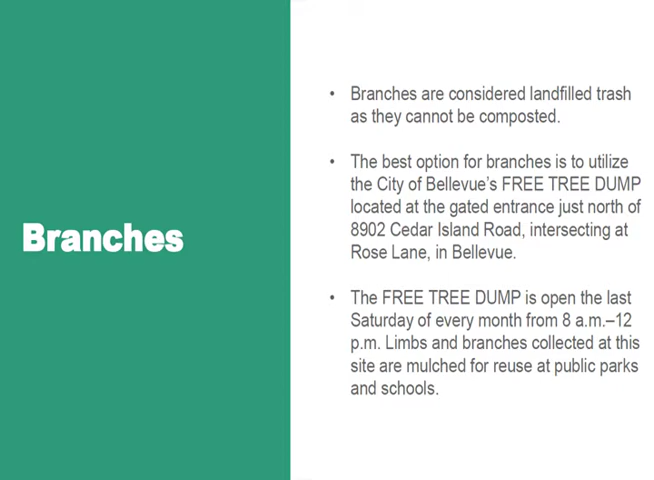 Branches
• Branches are considered landfilled trash
as they cannot be composted.
• The best option for branches is to utilize
the City of Bellevue's FREE TREE DUMP
located at the gated entrance just north of
8902 Cedar Island Road, intersecting at
Rose Lane, in Bellevue.
• The FREE TREE DUMP is open the last
Saturday of every month from 8 a.m.–12
p.m. Limbs and branches collected at this
site are mulched for reuse at public parks
and schools.